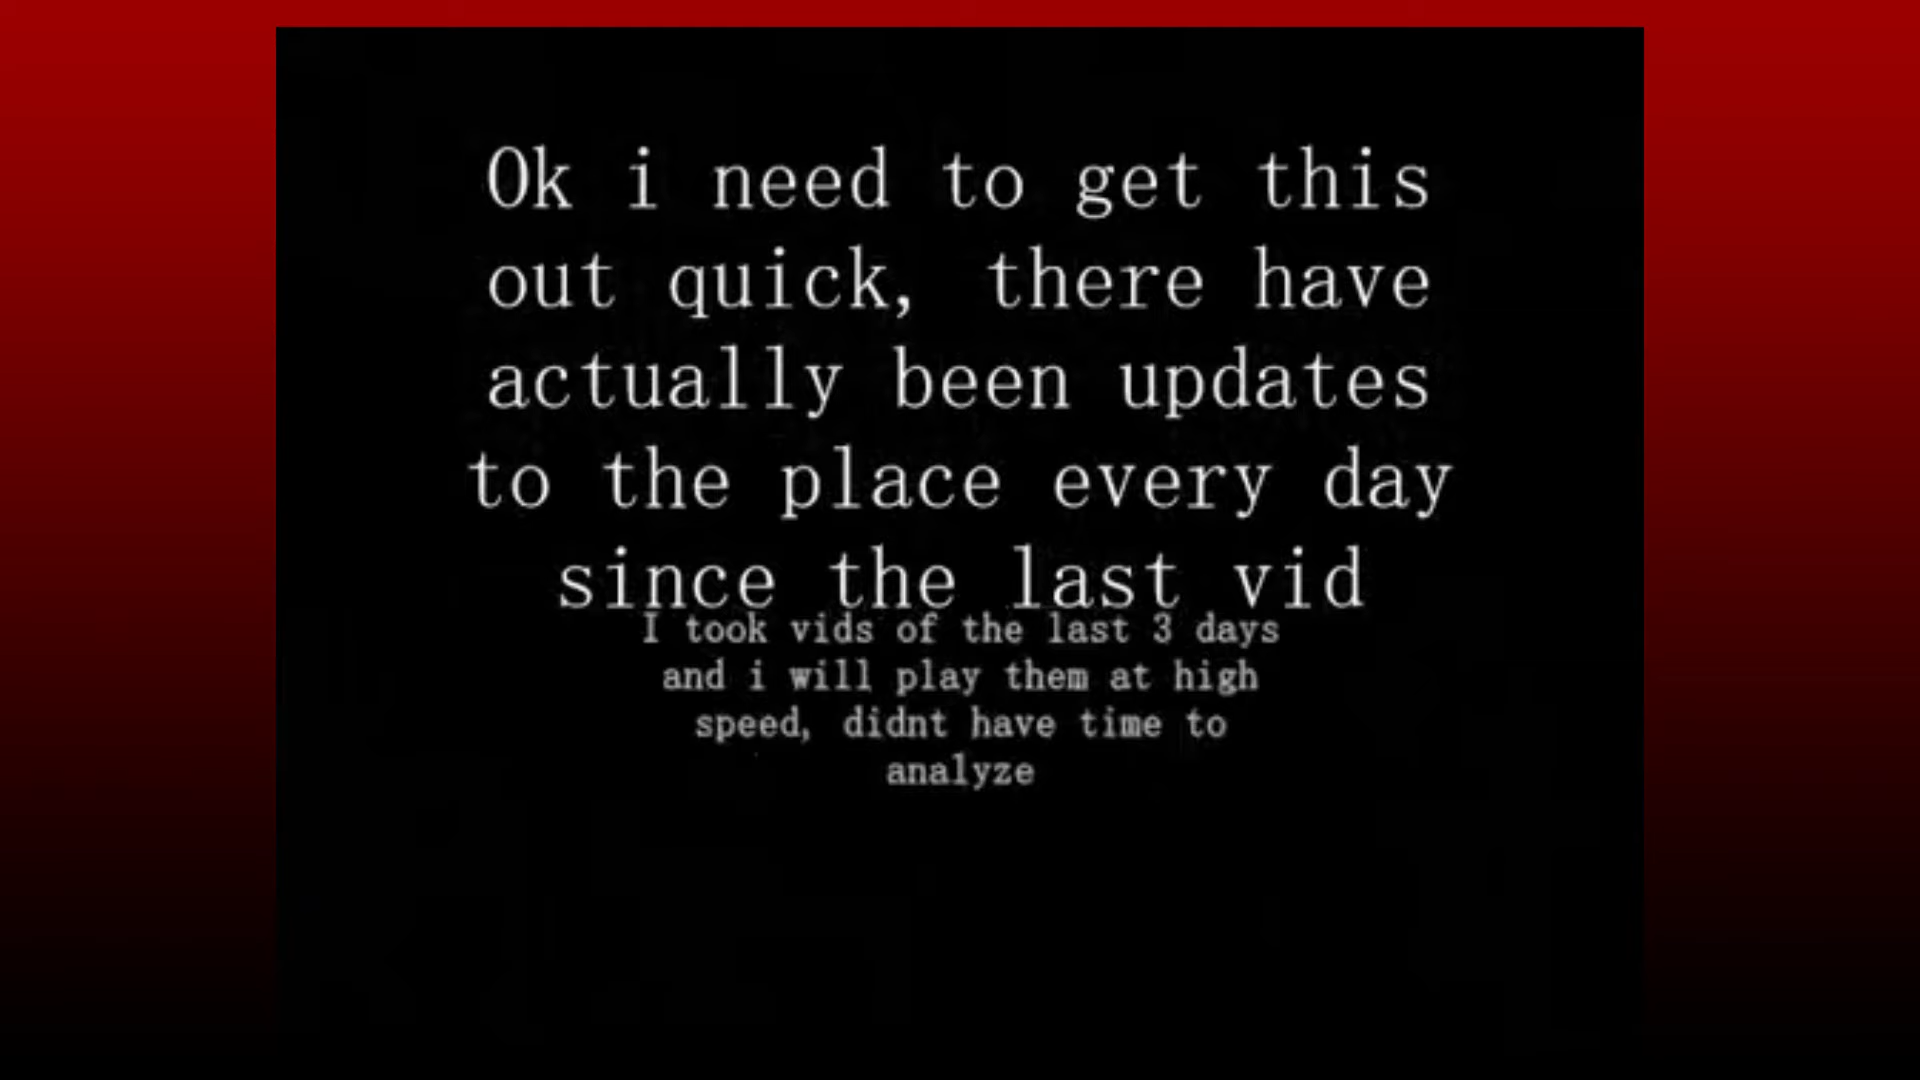 Ok i need to get this
out quick, there have
actually been updates
to the place every day
since the last vid
I took vids of the last 3 days
and i will play them at high
speed, didnt have time to
analyze